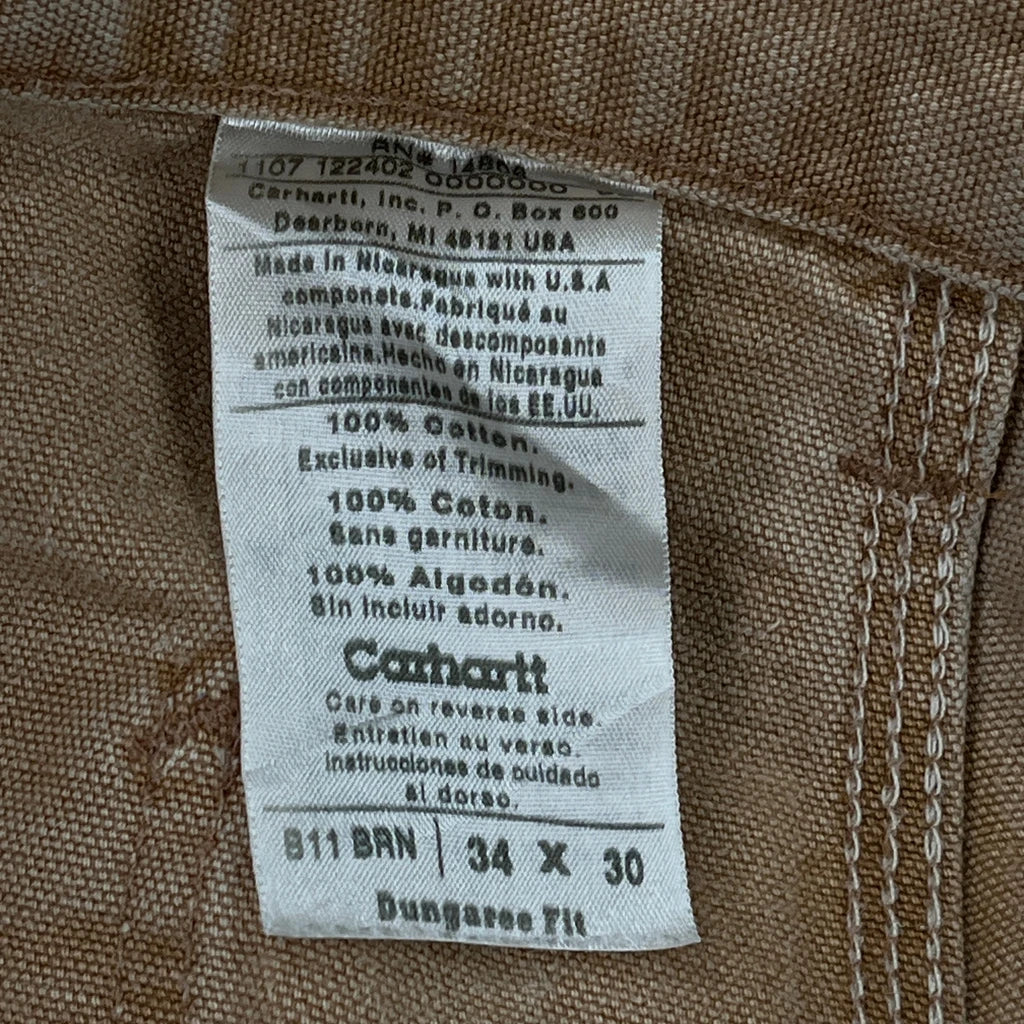 RN# 14806
1107 122402 0000000
Carhartt, Inc. P. O. Box 600
Dearborn, MI 48121 USA
Made in Nicaragua with U.S.A
componets.Fabriqué au
Nicaragua avec descomposants
americains.Hecho en Nicaragua
con componentes de los EE.UU.
100% Cotton.
Exclusive of Trimming.
100% Coton.
Sans garniture.
100% Algodón.
Sin incluir adorno.
Carhartt
Care on reverse side.
Entretien au verso.
Instrucciones de cuidado
al dorso.
B11 BRN | 34 X 30
Dungaree Fit